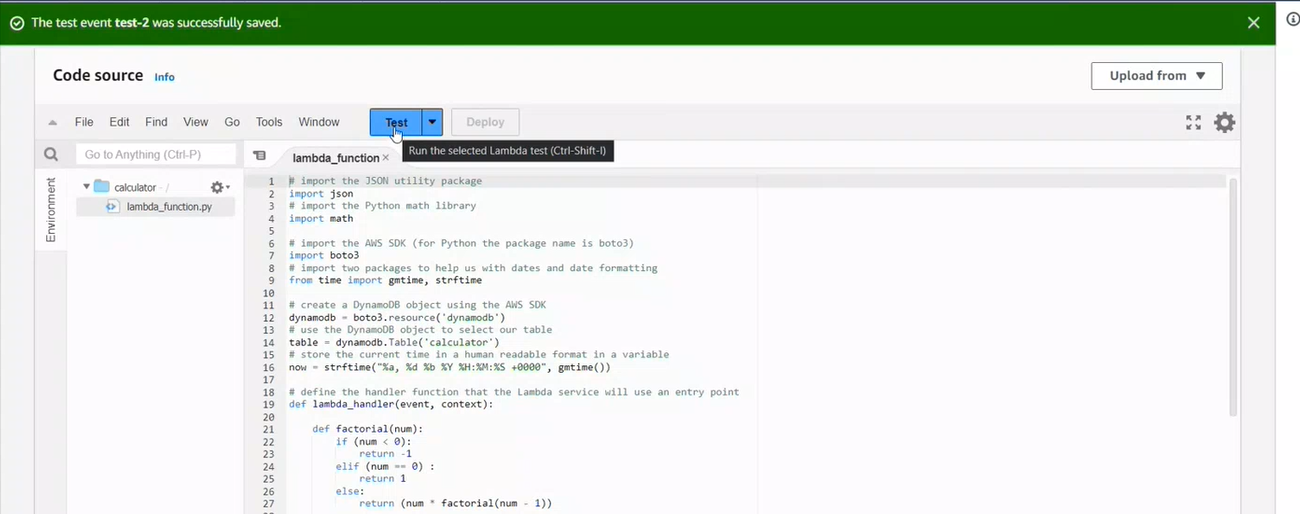 The test event test-2 was successfully saved.
Code source Info
Upload from
File Edit Find View Go Tools Window Test Deploy
Run the selected Lambda test (Ctrl-Shift-I)
Go to Anything (Ctrl-P)
lambda_function
Environment
calculator - /
lambda_function.py
1 # import the JSON utility package
2 import json
3 # import the Python math library
4 import math
5
6 # import the AWS SDK (for Python the package name is boto3)
7 import boto3
8 # import two packages to help us with dates and date formatting
9 from time import gmtime, strftime
10
11 # create a DynamoDB object using the AWS SDK
12 dynamodb = boto3.resource('dynamodb')
13 # use the DynamoDB object to select our table
14 table = dynamodb.Table('calculator')
15 # store the current time in a human readable format in a variable
16 now = strftime("%a, %d %b %Y %H:%M:%S +0000", gmtime())
17
18 # define the handler function that the Lambda service will use an entry point
19 def lambda_handler(event, context):
20
21 def factorial(num):
22 if (num < 0):
23 return -1
24 elif (num == 0) :
25 return 1
26 else:
27 return (num * factorial(num - 1))